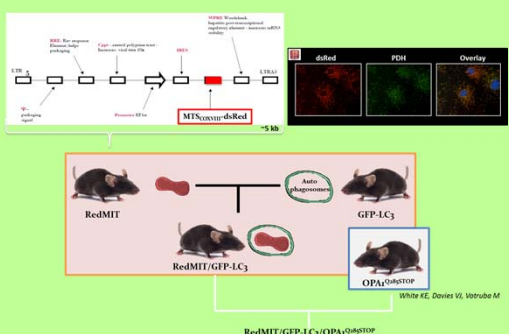 RRE- Rev response
Element-helps
packaging
Cppt- central polypurine tract -
Increases viral titer 10x
IRES
WPRE- Woodchuck
hepatitis post-transcriptional
regulatory element - increases mRNA
stability
LTR
LTR(Δ)
Ψ-
packaging
signal
Promoter EF1α
MTSCOXVIII-dsRed
~5 kb
dsRed
PDH
Overlay
Auto
phagosomes
RedMIT
GFP-LC3
RedMIT/GFP-LC3
OPA1Q285STOP
White KE, Davies VJ, Votruba M
RedMIT/GFP-LC3/OPA1Q285STOP